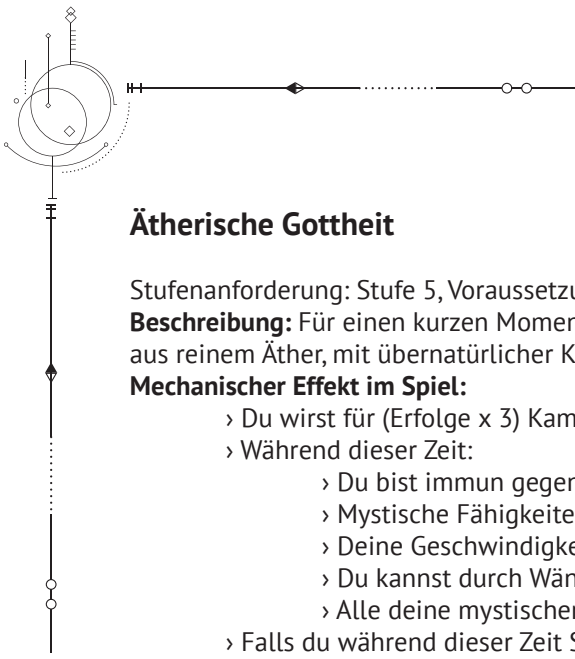 Ätherische Gottheit
Stufenanforderung: Stufe 5, Voraussetzu
Beschreibung: Für einen kurzen Momen
aus reinem Äther, mit übernatürlicher K
Mechanischer Effekt im Spiel:
› Du wirst für (Erfolge x 3) Kam
› Während dieser Zeit:
› Du bist immun gegen
› Mystische Fähigkeite
› Deine Geschwindigke
› Du kannst durch Wän
› Alle deine mystischen
› Falls du während dieser Zeit S